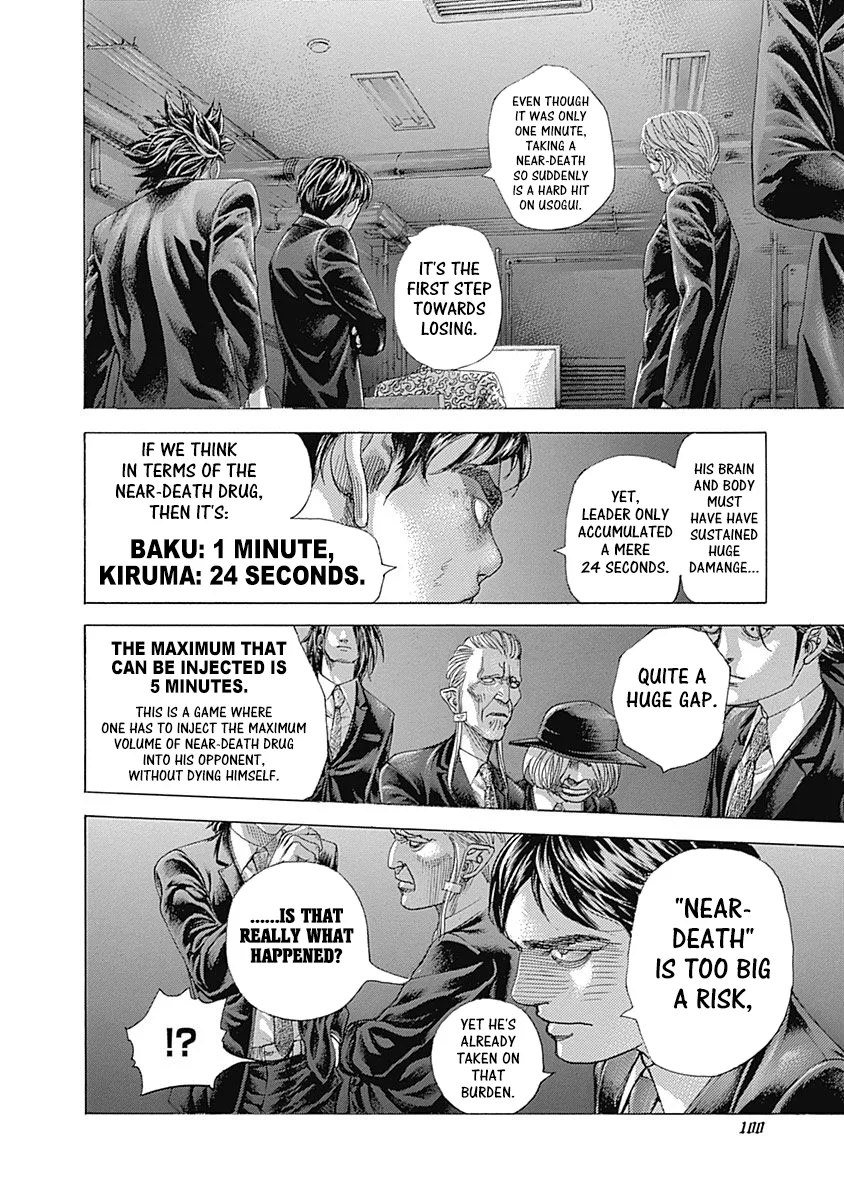 EVEN THOUGH
IT WAS ONLY
ONE MINUTE,
TAKING A
NEAR-DEATH
SO SUDDENLY
IS A HARD HIT
ON USOGUI.
IT'S THE
FIRST STEP
TOWARDS
LOSING.
HIS BRAIN
AND BODY
MUST
HAVE HAVE
SUSTAINED
HUGE
DAMANGE...
YET,
LEADER ONLY
ACCUMULATED
A MERE
24 SECONDS.
IF WE THINK
IN TERMS OF THE
NEAR-DEATH DRUG,
THEN IT'S:
BAKU: 1 MINUTE,
KIRUMA: 24 SECONDS.
QUITE A
HUGE GAP.
THE MAXIMUM THAT
CAN BE INJECTED IS
5 MINUTES.
THIS IS A GAME WHERE
ONE HAS TO INJECT THE MAXIMUM
VOLUME OF NEAR-DEATH DRUG
INTO HIS OPPONENT,
WITHOUT DYING HIMSELF.
"NEAR-
DEATH"
IS TOO BIG
A RISK,
YET HE'S
ALREADY
TAKEN ON
THAT
BURDEN.
......IS THAT
REALLY WHAT
HAPPENED?
!?
100